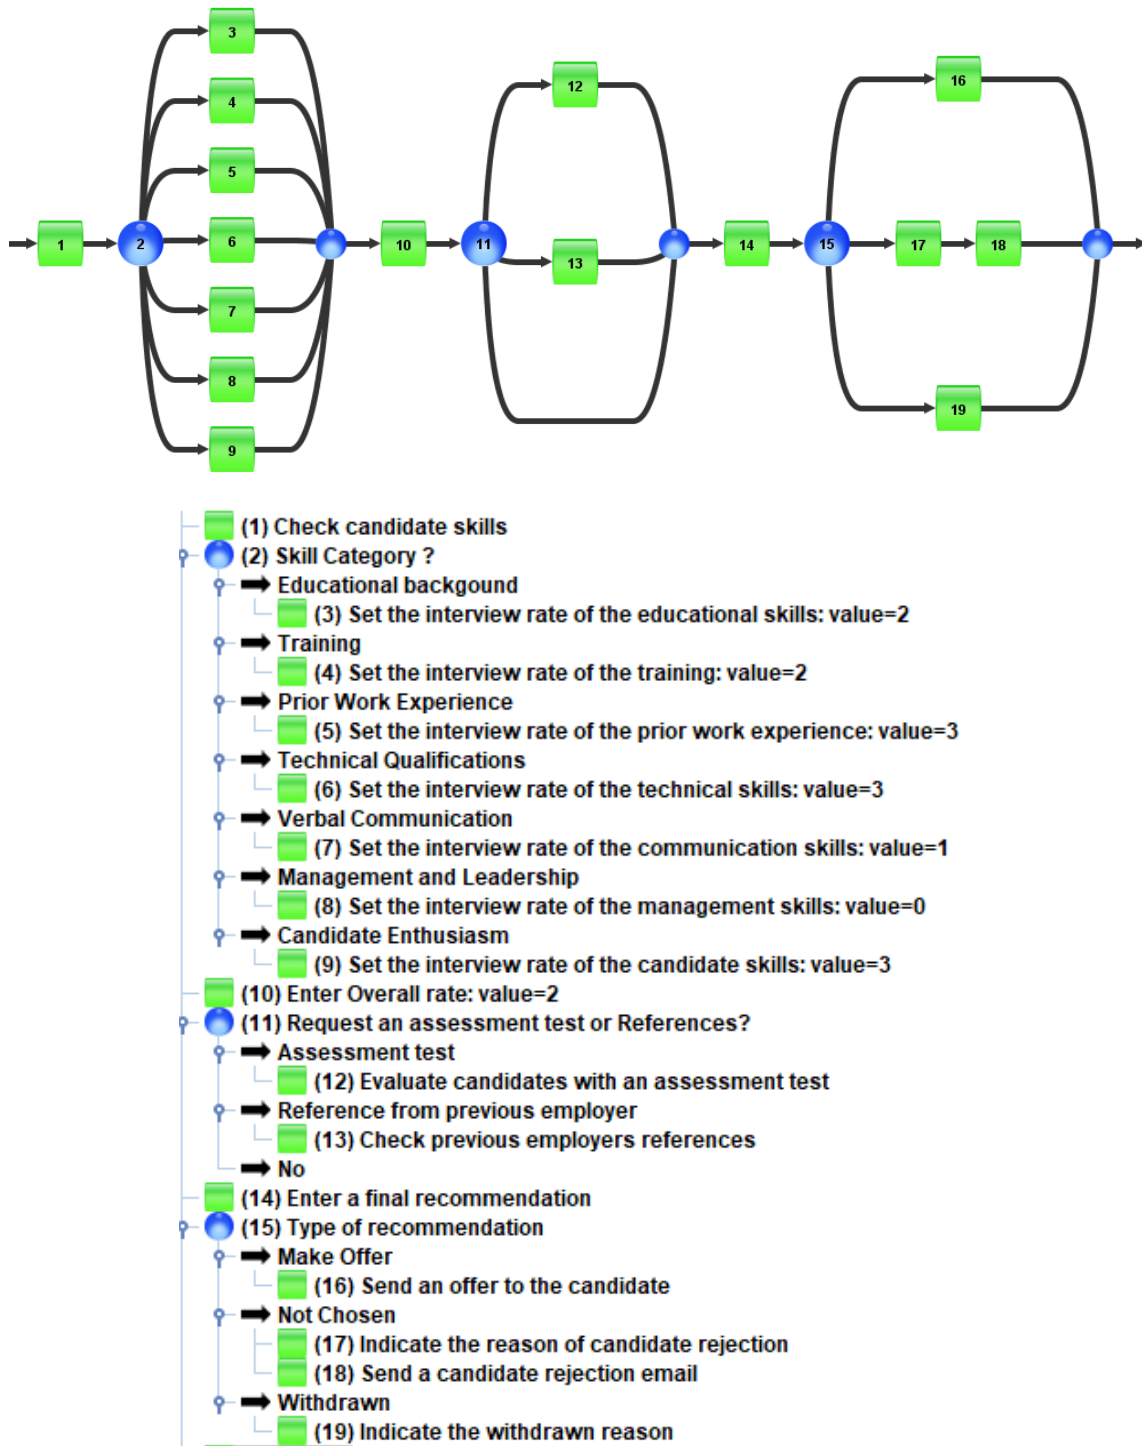 3
4
5
6
7
8
9
1
2
10
11
12
13
14
15
16
17
18
19
(1) Check candidate skills
(2) Skill Category ?
Educational backgound
(3) Set the interview rate of the educational skills: value=2
Training
(4) Set the interview rate of the training: value=2
Prior Work Experience
(5) Set the interview rate of the prior work experience: value=3
Technical Qualifications
(6) Set the interview rate of the technical skills: value=3
Verbal Communication
(7) Set the interview rate of the communication skills: value=1
Management and Leadership
(8) Set the interview rate of the management skills: value=0
Candidate Enthusiasm
(9) Set the interview rate of the candidate skills: value=3
(10) Enter Overall rate: value=2
(11) Request an assessment test or References?
Assessment test
(12) Evaluate candidates with an assessment test
Reference from previous employer
(13) Check previous employers references
No
(14) Enter a final recommendation
(15) Type of recommendation
Make Offer
(16) Send an offer to the candidate
Not Chosen
(17) Indicate the reason of candidate rejection
(18) Send a candidate rejection email
Withdrawn
(19) Indicate the withdrawn reason